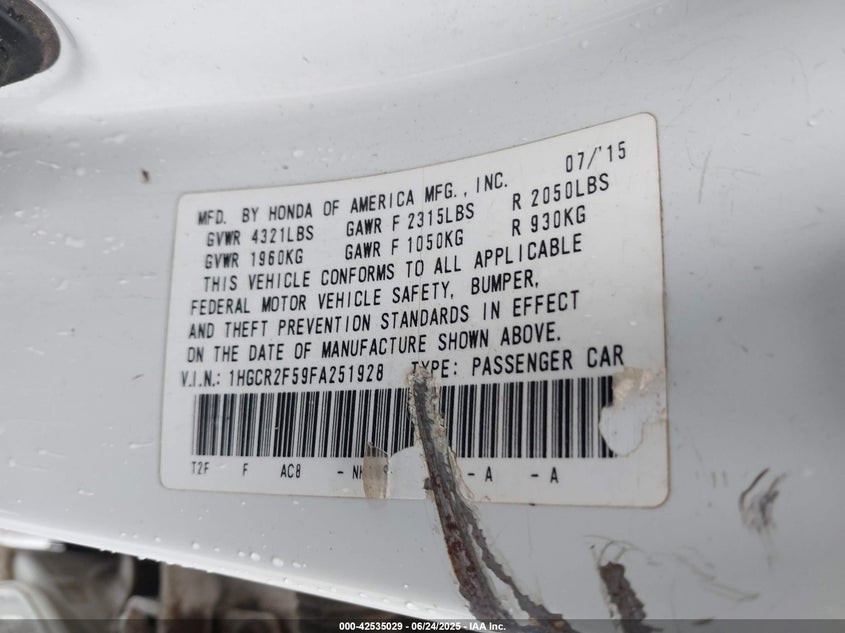 MFD. BY HONDA OF AMERICA MFG., INC. 07/'15
GVWR 4321LBS GAWR F 2315LBS R 2050LBS
GVWR 1960KG GAWR F 1050KG R 930KG
THIS VEHICLE CONFORMS TO ALL APPLICABLE
FEDERAL MOTOR VEHICLE SAFETY, BUMPER,
AND THEFT PREVENTION STANDARDS IN EFFECT
ON THE DATE OF MANUFACTURE SHOWN ABOVE.
V.I.N.: 1HGCR2F59FA251928 TYPE: PASSENGER CAR
T2F F AC8 - - A - A
000-42535029 - 06/24/2025 - IAA Inc.